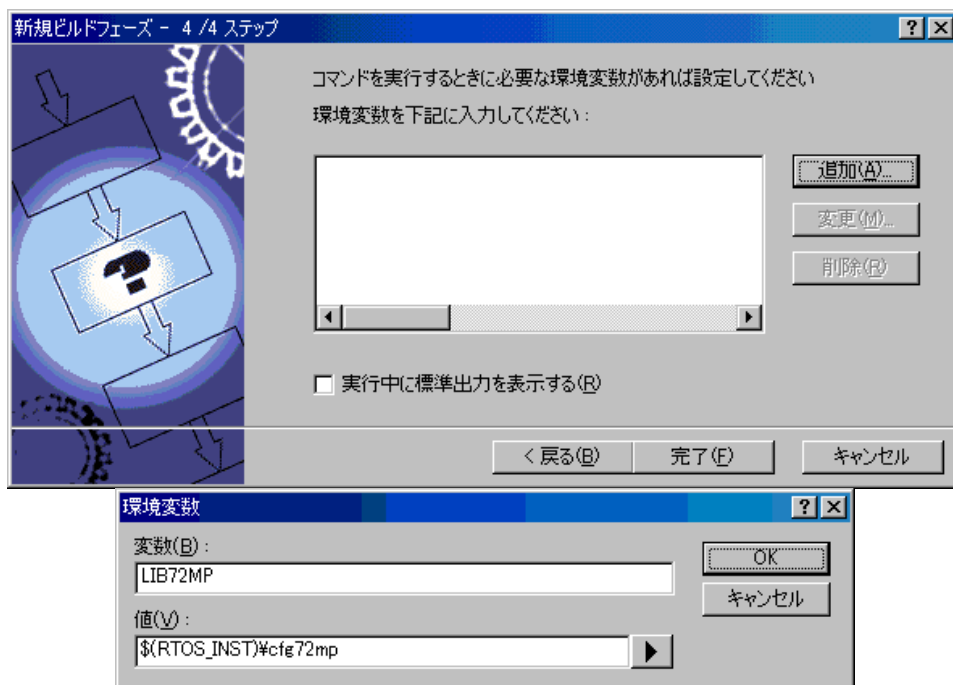 新規ビルドフェーズ - 4 /4 ステップ
コマンドを実行するときに必要な環境変数があれば設定してください
環境変数を下記に入力してください :
追加(A)...
変更(M)...
削除(R)
実行中に標準出力を表示する(R)
< 戻る(B)
完了(F)
キャンセル
環境変数
変数(B) :
OK
LIB72MP
キャンセル
値(V) :
$(RTOS_INST)¥cfg72mp